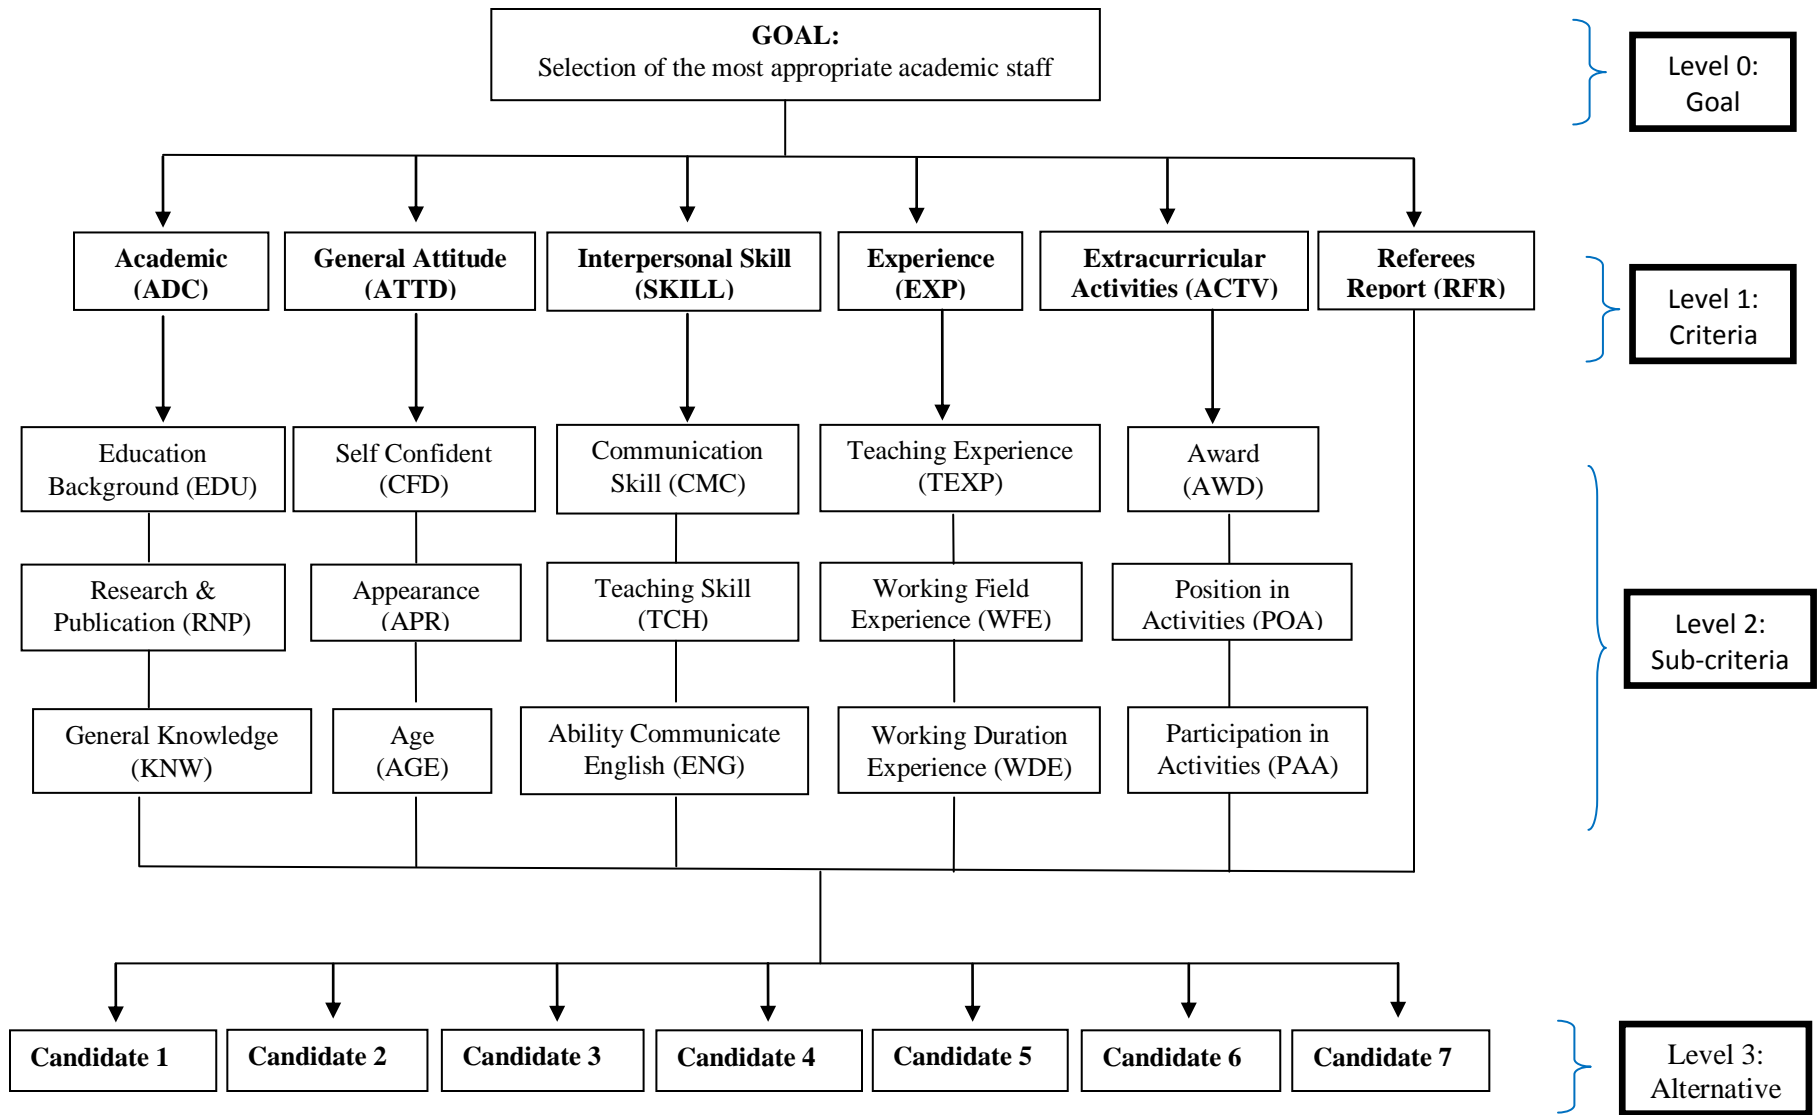 GOAL:
Selection of the most appropriate academic staff
Level 0:
Goal
Academic
(ADC)
General Attitude
(ATTD)
Interpersonal Skill
(SKILL)
Experience
(EXP)
Extracurricular
Activities (ACTV)
Referees
Report (RFR)
Level 1:
Criteria
Education
Background (EDU)
Self Confident
(CFD)
Communication
Skill (CMC)
Teaching Experience
(TEXP)
Award
(AWD)
Research &
Publication (RNP)
Appearance
(APR)
Teaching Skill
(TCH)
Working Field
Experience (WFE)
Position in
Activities (POA)
Level 2:
Sub-criteria
General Knowledge
(KNW)
Age
(AGE)
Ability Communicate
English (ENG)
Working Duration
Experience (WDE)
Participation in
Activities (PAA)
Candidate 1
Candidate 2
Candidate 3
Candidate 4
Candidate 5
Candidate 6
Candidate 7
Level 3:
Alternative